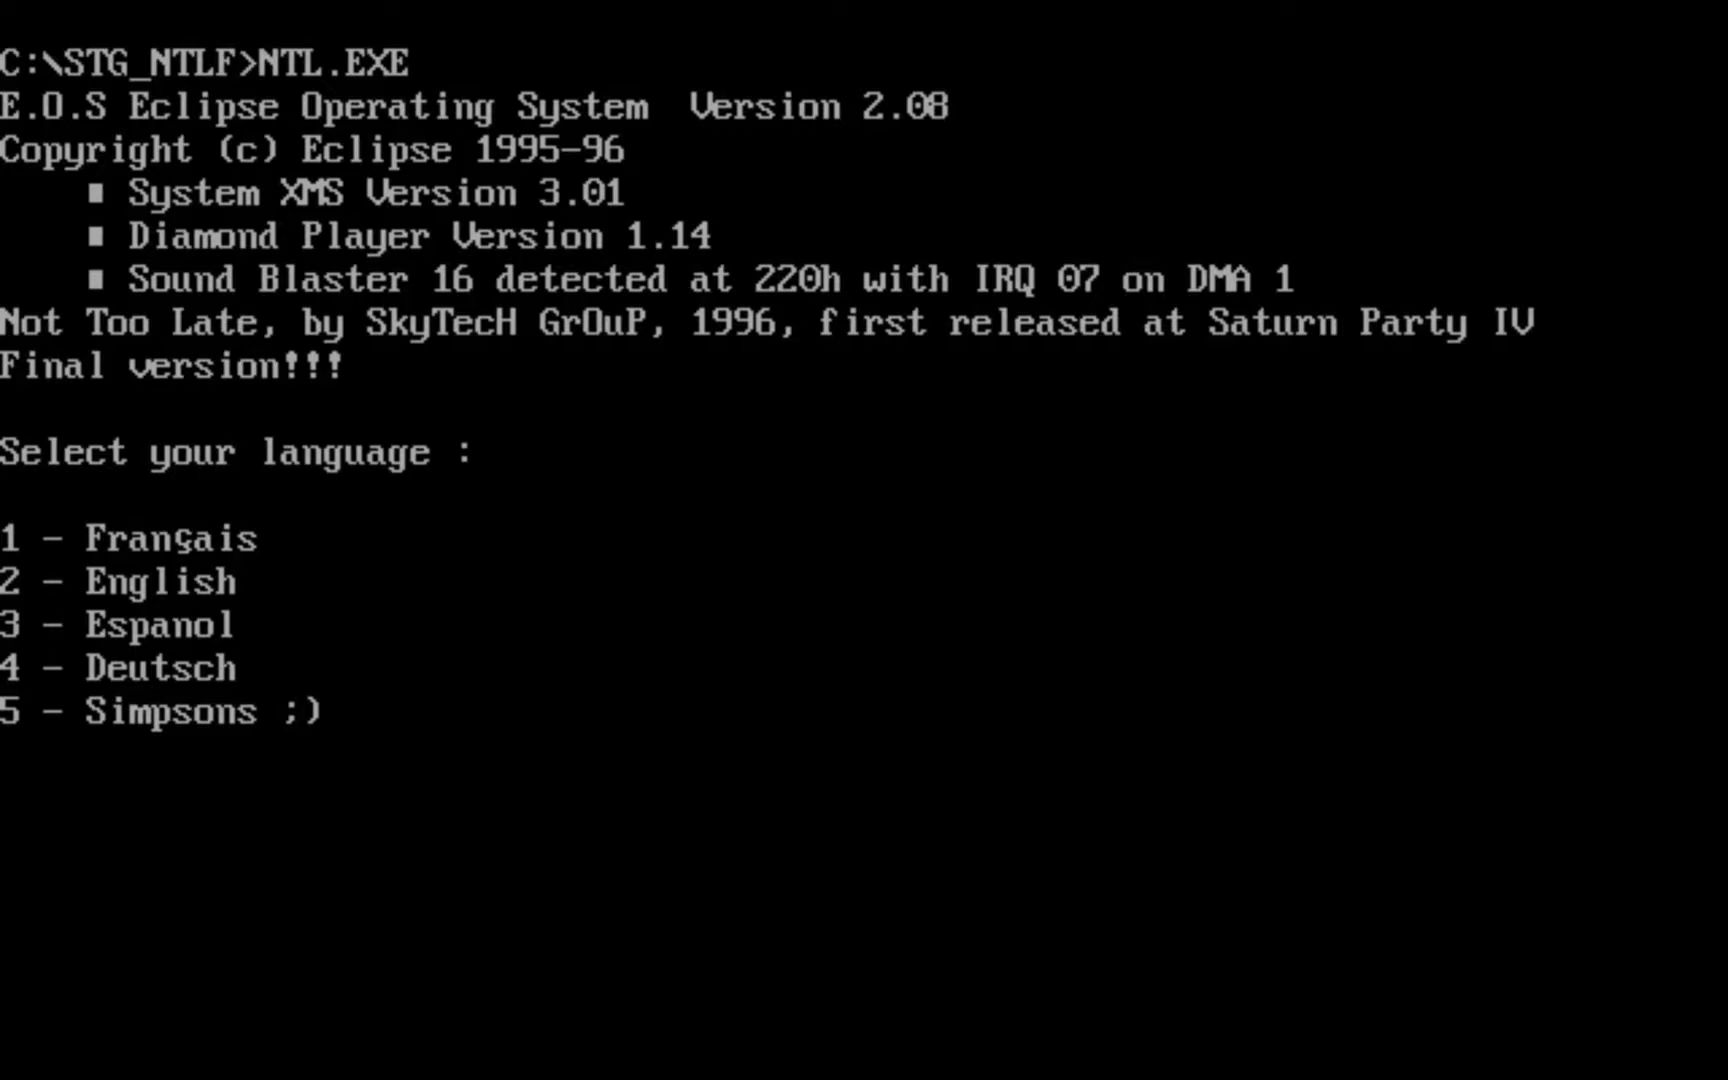 C:\STG_NTLF>NTL.EXE
E.O.S Eclipse Operating System  Version 2.08
Copyright (c) Eclipse 1995-96
■ System XMS Version 3.01
■ Diamond Player Version 1.14
■ Sound Blaster 16 detected at 220h with IRQ 07 on DMA 1
Not Too Late, by SkyTecH GrOuP, 1996, first released at Saturn Party IV
Final version!!!
Select your language :
1 - Français
2 - English
3 - Espanol
4 - Deutsch
5 - Simpsons ;)